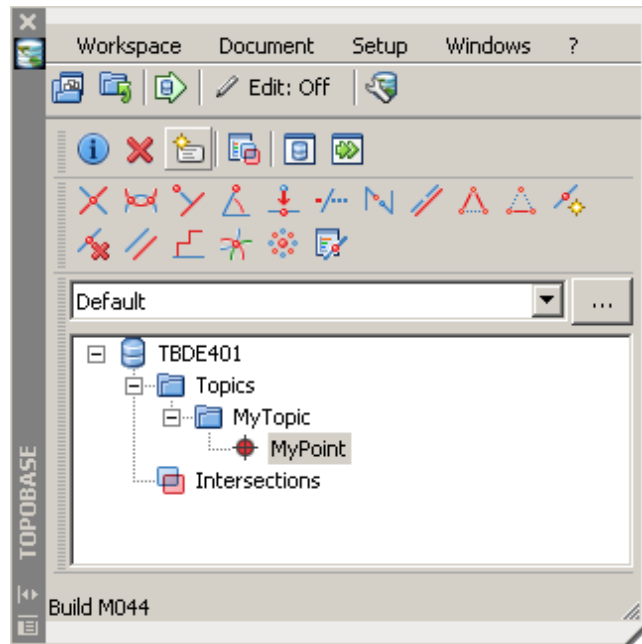 Workspace Document Setup Windows ?
Edit: Off
Default
...
TBDE401
Topics
MyTopic
MyPoint
Intersections
TOPOBASE
Build M044